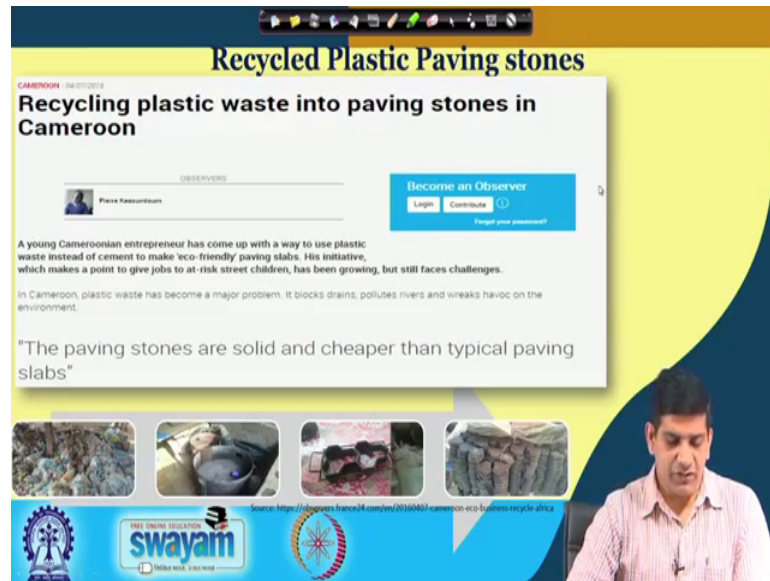 Recycled Plastic Paving stones
CAMEROON - 04/07/2016
Recycling plastic waste into paving stones in
Cameroon
OBSERVERS
Pierre Kamsouloum
Become an Observer
Login Contribute
Forgot your password?
A young Cameroonian entrepreneur has come up with a way to use plastic
waste instead of cement to make 'eco-friendly' paving slabs. His initiative,
which makes a point to give jobs to at-risk street children, has been growing, but still faces challenges.
In Cameroon, plastic waste has become a major problem. It blocks drains, pollutes rivers and wreaks havoc on the
environment.
"The paving stones are solid and cheaper than typical paving
slabs"
Source: https://observers.france24.com/en/20160407-cameroon-eco-business-recycle-africa
FREE ONLINE EDUCATION
swayam